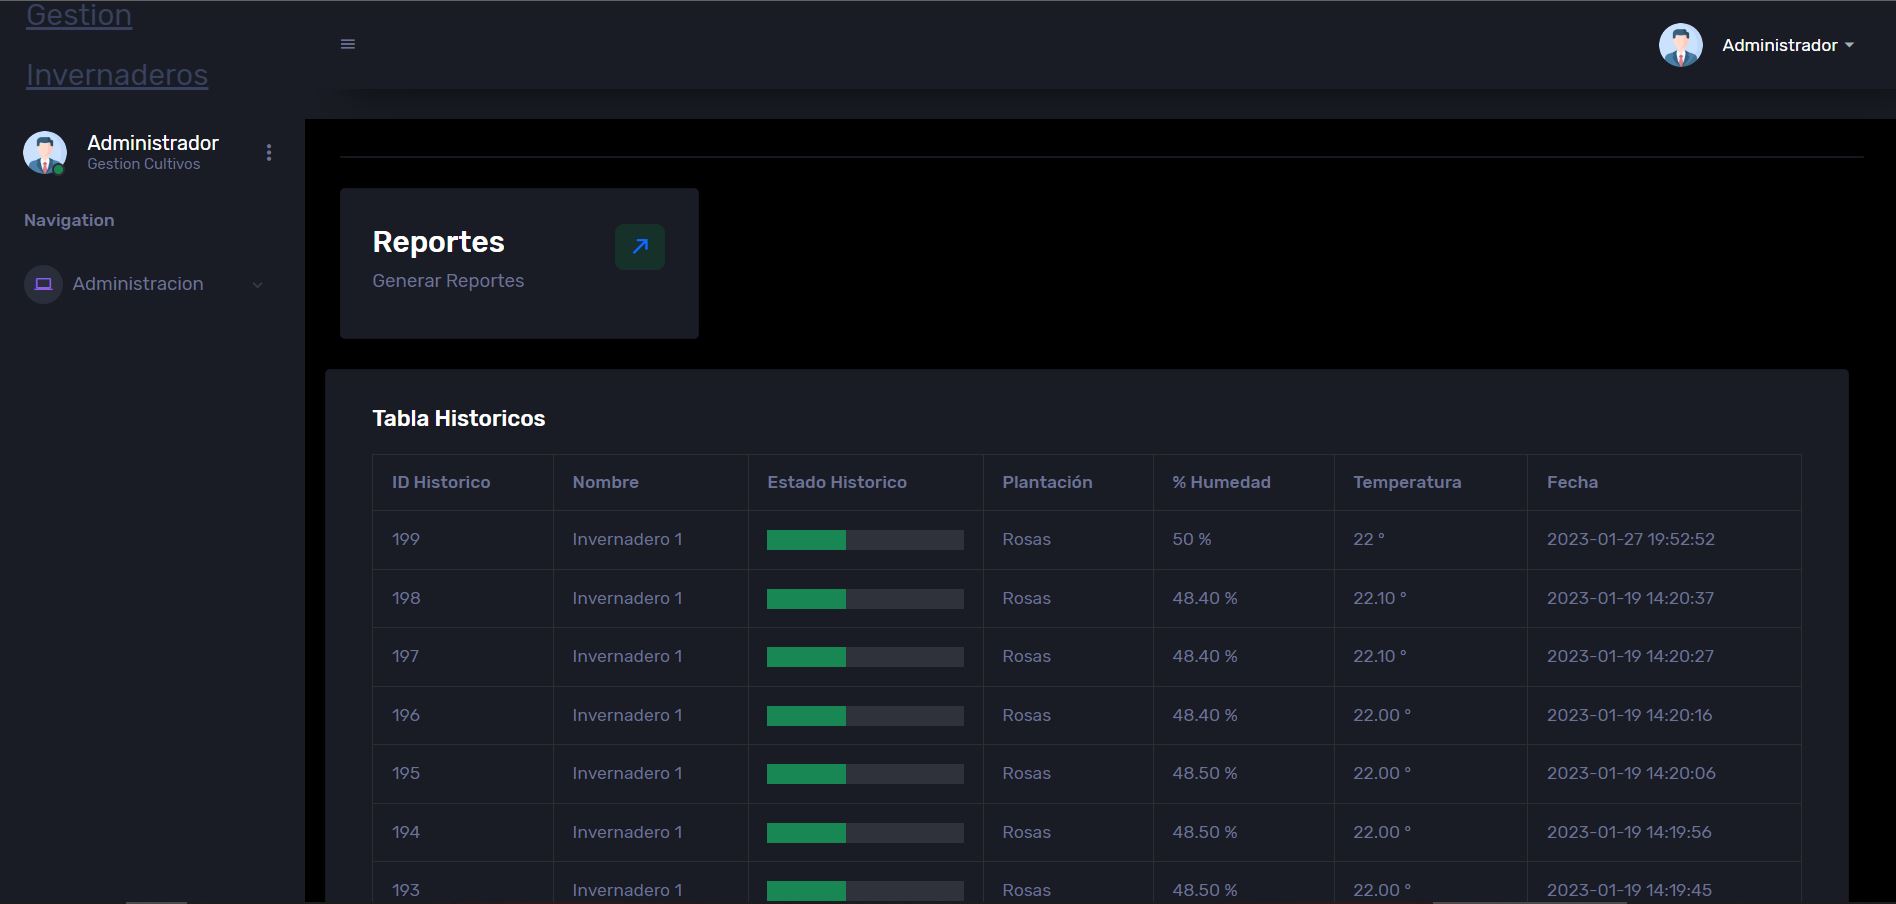 Gestion
Invernaderos
Administrador
Administrador
Gestion Cultivos
Navigation
Administracion
Reportes
Generar Reportes
Tabla Historicos
ID Historico Nombre Estado Historico Plantación % Humedad Temperatura Fecha
199 Invernadero 1 Rosas 50 % 22 ° 2023-01-27 19:52:52
198 Invernadero 1 Rosas 48.40 % 22.10 ° 2023-01-19 14:20:37
197 Invernadero 1 Rosas 48.40 % 22.10 ° 2023-01-19 14:20:27
196 Invernadero 1 Rosas 48.40 % 22.00 ° 2023-01-19 14:20:16
195 Invernadero 1 Rosas 48.50 % 22.00 ° 2023-01-19 14:20:06
194 Invernadero 1 Rosas 48.50 % 22.00 ° 2023-01-19 14:19:56
193 Invernadero 1 Rosas 48.50 % 22.00 ° 2023-01-19 14:19:45